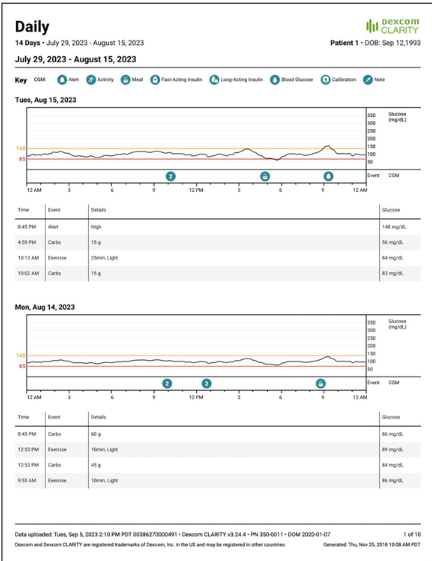 Daily
Dexcom CLARITY
14 Days • July 29, 2023 - August 15, 2023
Patient 1 • DOB: Sep 12,1993
July 29, 2023 - August 15, 2023
Key CGM: Alert Activity Meal Fast-Acting Insulin Long-Acting Insulin Blood Glucose Calibration Note
Tues, Aug 15, 2023
350 Glucose
300 (mg/dL)
250
200
148 150
100
65 50
2 Event CGM
12 AM 3 6 9 12 PM 3 6 9 12 AM
Time Event Details Glucose
8:45 PM Alert High 148 mg/dL
4:59 PM Carbs 15 g 56 mg/dL
10:13 AM Exercise 25min, Light 84 mg/dL
10:02 AM Carbs 15 g 83 mg/dL
Mon, Aug 14, 2023
350 Glucose
300 (mg/dL)
250
200
148 150
100
65 50
2 2 Event CGM
12 AM 3 6 9 12 PM 3 6 9 12 AM
Time Event Details Glucose
8:45 PM Carbs 60 g 86 mg/dL
12:53 PM Exercise 10min, Light 89 mg/dL
12:53 PM Carbs 45 g 84 mg/dL
9:55 AM Exercise 10min, Light 86 mg/dL
Data uploaded: Tues, Sep 5, 2023 2:10 PM PDT 00386270000491 • Dexcom CLARITY v3.24.4 • PN 350-0011 • DOM 2020-01-07 1 of 10
Dexcom and Dexcom CLARITY are registered trademarks of Dexcom, Inc. in the US and may be registered in other countries. Generated: Thu, Nov 25, 2018 10:08 AM PDT